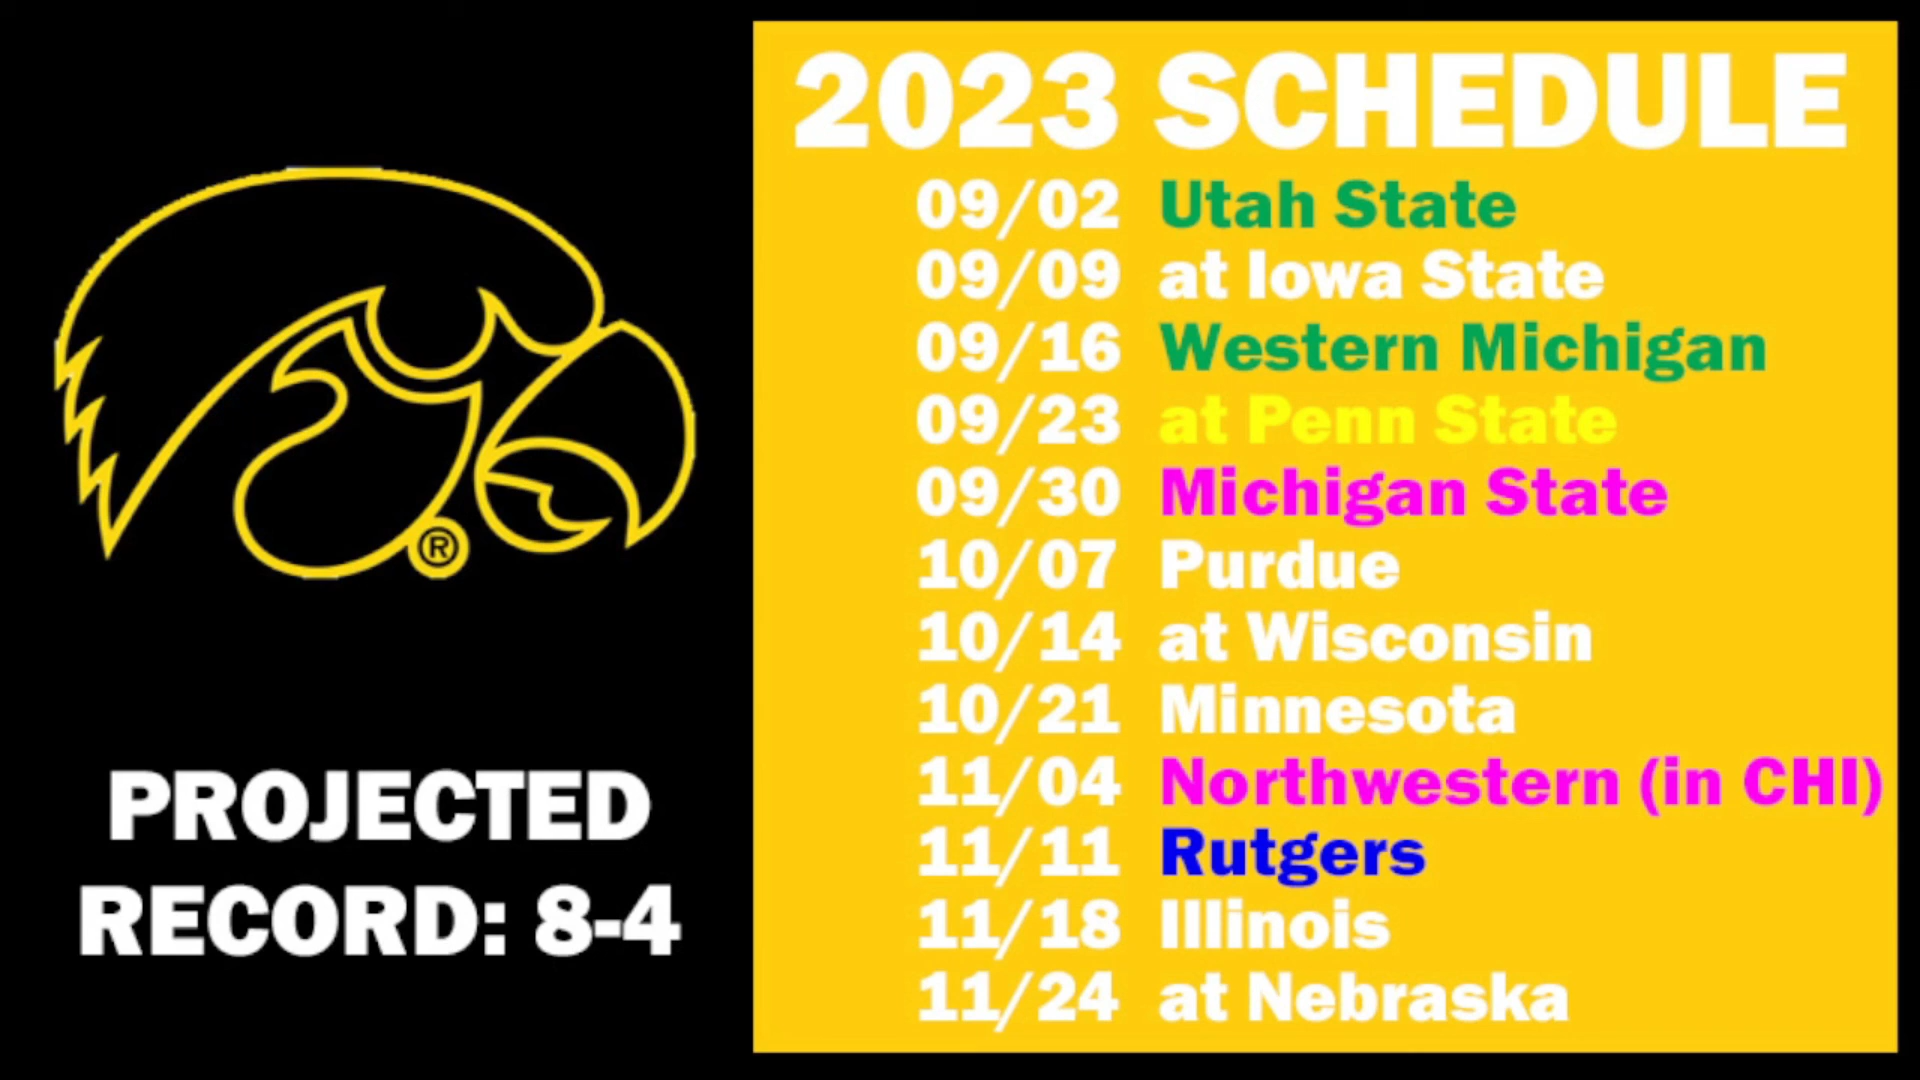 2023 SCHEDULE
09/02 Utah State
09/09 at Iowa State
09/16 Western Michigan
09/23 at Penn State
09/30 Michigan State
10/07 Purdue
10/14 at Wisconsin
10/21 Minnesota
11/04 Northwestern (in CHI)
11/11 Rutgers
11/18 Illinois
11/24 at Nebraska
®
PROJECTED
RECORD: 8-4